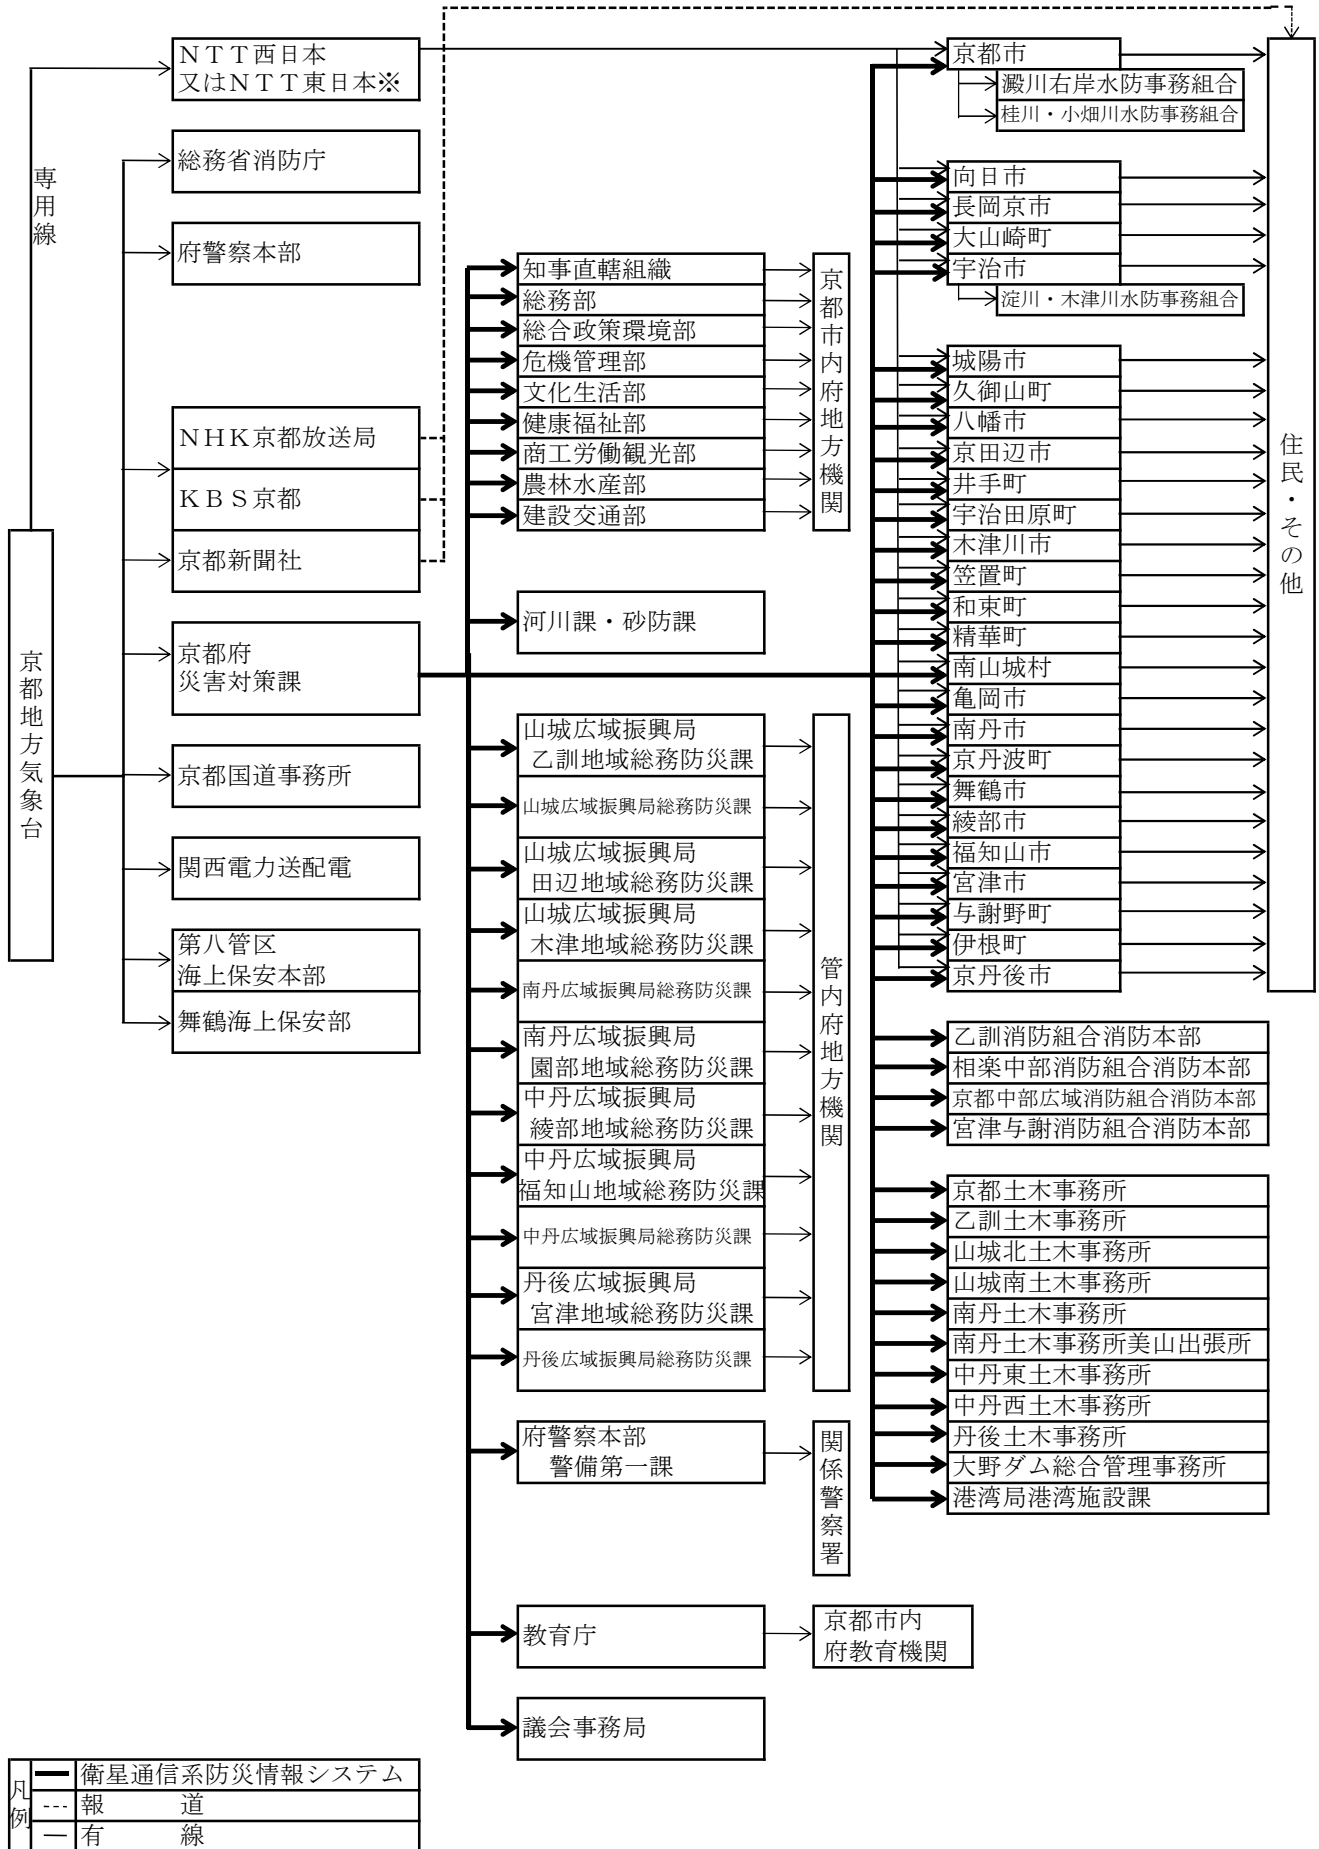 ＮＴＴ西日本
又はＮＴＴ東日本※
専用線
総務省消防庁
府警察本部
ＮＨＫ京都放送局
ＫＢＳ京都
京都新聞社
京都地方気象台
京都府
災害対策課
京都国道事務所
関西電力送配電
第八管区
海上保安本部
舞鶴海上保安部
知事直轄組織
総務部
総合政策環境部
危機管理部
文化生活部
健康福祉部
商工労働観光部
農林水産部
建設交通部
京都市内府地方機関
河川課・砂防課
山城広域振興局
乙訓地域総務防災課
山城広域振興局総務防災課
山城広域振興局
田辺地域総務防災課
山城広域振興局
木津地域総務防災課
南丹広域振興局総務防災課
南丹広域振興局
園部地域総務防災課
中丹広域振興局
綾部地域総務防災課
中丹広域振興局
福知山地域総務防災課
中丹広域振興局総務防災課
丹後広域振興局
宮津地域総務防災課
丹後広域振興局総務防災課
管内府地方機関
府警察本部
警備第一課
関係警察署
教育庁
京都市内
府教育機関
議会事務局
京都市
澱川右岸水防事務組合
桂川・小畑川水防事務組合
向日市
長岡京市
大山崎町
宇治市
淀川・木津川水防事務組合
城陽市
久御山町
八幡市
京田辺市
井手町
宇治田原町
木津川市
笠置町
和束町
精華町
南山城村
亀岡市
南丹市
京丹波町
舞鶴市
綾部市
福知山市
宮津市
与謝野町
伊根町
京丹後市
住民・その他
乙訓消防組合消防本部
相楽中部消防組合消防本部
京都中部広域消防組合消防本部
宮津与謝消防組合消防本部
京都土木事務所
乙訓土木事務所
山城北土木事務所
山城南土木事務所
南丹土木事務所
南丹土木事務所美山出張所
中丹東土木事務所
中丹西土木事務所
丹後土木事務所
大野ダム総合管理事務所
港湾局港湾施設課
凡例
衛星通信系防災情報システム
報　　　道
有　　　線